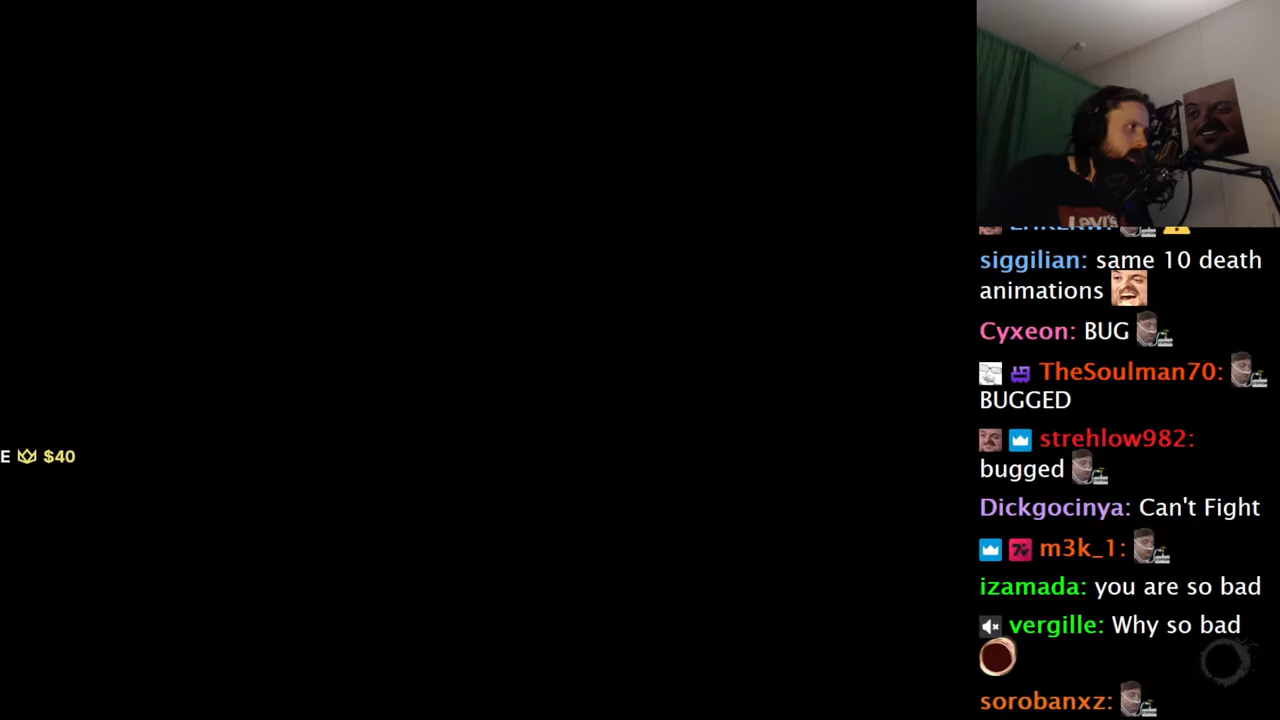 Levi's
siggilian: same 10 death
animations
Cyxeon: BUG
TheSoulman70:
BUGGED
strehlow982:
bugged
E $40
Dickgocinya: Can't Fight
m3k_1:
izamada: you are so bad
vergille: Why so bad
sorobanxz: